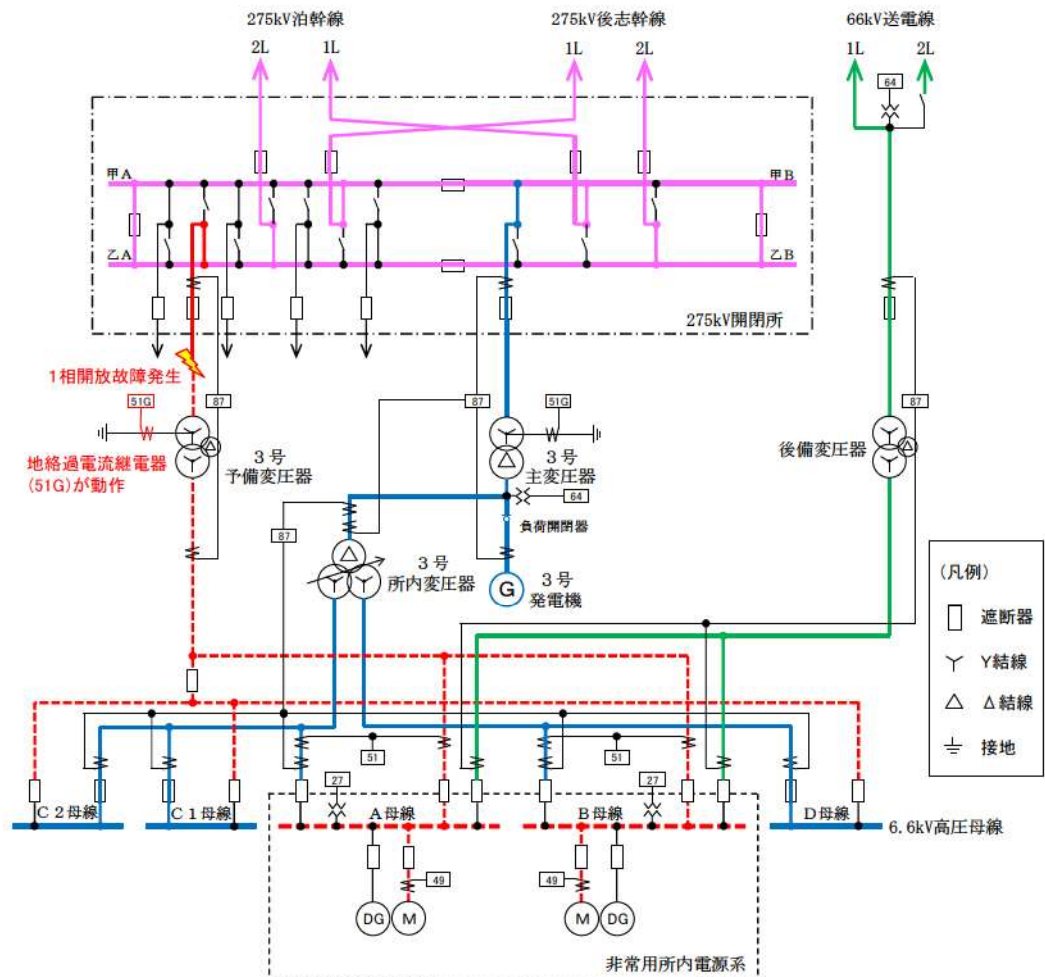 275kV泊幹線
275kV後志幹線
66kV送電線
2L
1L
1L
2L
1L
2L
64
甲A
甲B
乙A
乙B
275kV開閉所
1相開放故障発生
51G
87
87
51G
87
地絡過電流継電器
(51G)が動作
3号
予備変圧器
3号
主変圧器
後備変圧器
64
87
負荷開閉器
3号
所内変圧器
G
3号
発電機
(凡例)
遮断器
Y結線
Δ結線
接地
51
51
27
27
C2母線
C1母線
A母線
B母線
D母線
6.6kV高圧母線
49
49
DG
M
M
DG
非常用所内電源系